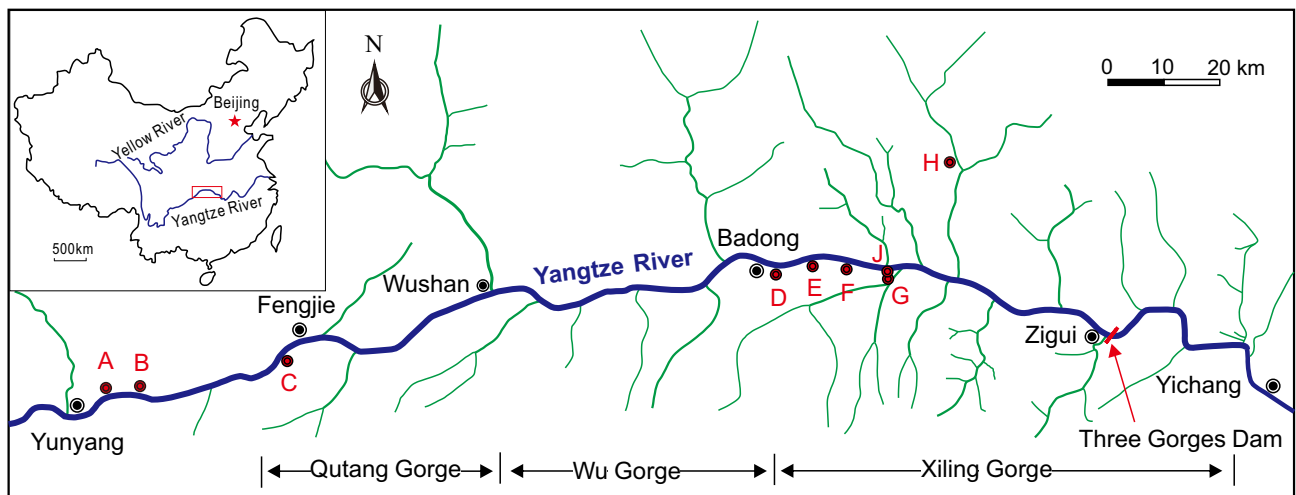 Beijing
Yellow River
Yangtze River
500km
N
0 10 20 km
H
Badong
J
Yangtze River
Wushan
D
E
F
G
Fengjie
A
B
C
Zigui
Yichang
Yunyang
Three Gorges Dam
Qutang Gorge
Wu Gorge
Xiling Gorge